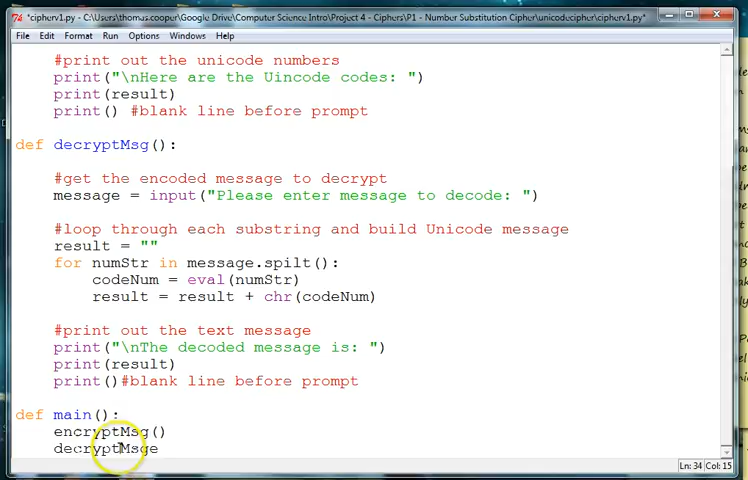 *cipherv1.py - C:\Users\thomas.cooper\Google Drive\Computer Science Intro\Project 4 - Ciphers\P1 - Number Substitution Cipher\unicodecipher\cipherv1.py*
File Edit Format Run Options Windows Help
#print out the unicode numbers
print("\nHere are the Uincode codes: ")
print(result)
print() #blank line before prompt
def decryptMsg():
#get the encoded message to decrypt
message = input("Please enter message to decode: ")
#loop through each substring and build Unicode message
result = ""
for numStr in message.spilt():
codeNum = eval(numStr)
result = result + chr(codeNum)
#print out the text message
print("\nThe decoded message is: ")
print(result)
print()#blank line before prompt
def main():
encryptMsg()
decryptMsge
Ln: 34 Col: 15